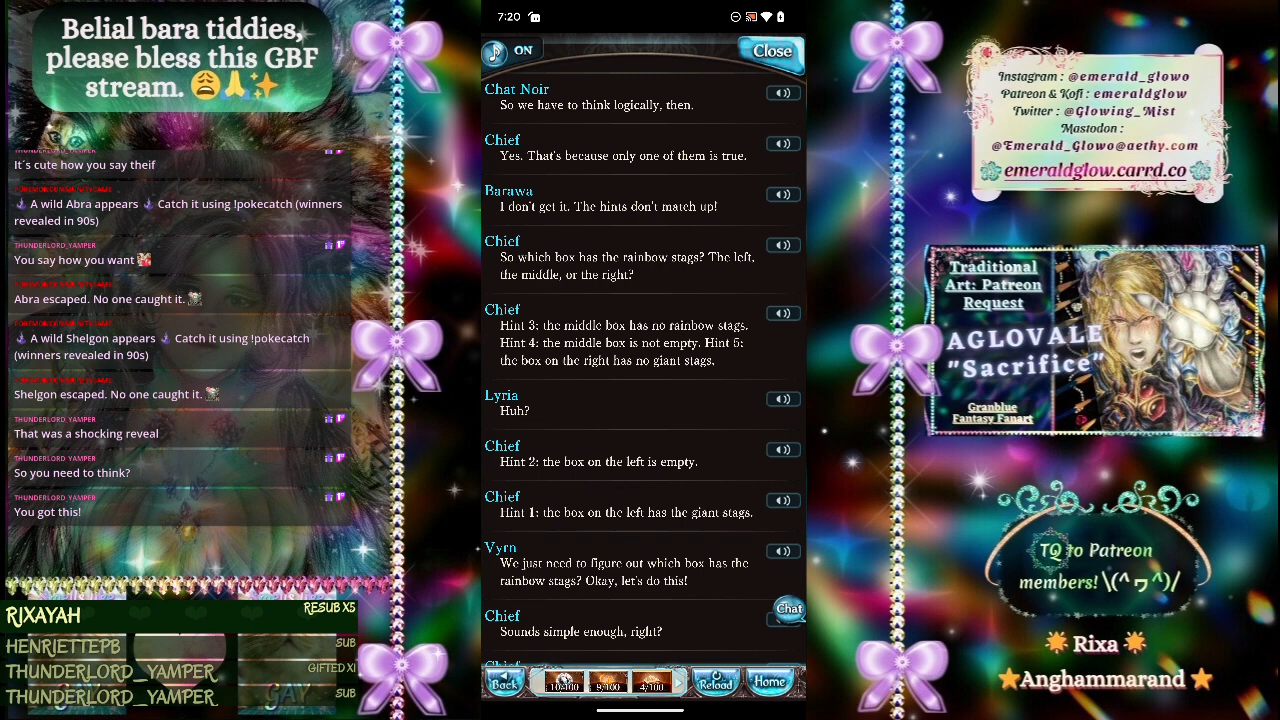 Belial bara tiddies,
please bless this GBF
stream. 😩🙏✨
THUNDERLORD_YAMPER
It´s cute how you say theif
POKEMONCOMMUNITYGAME
A wild Abra appears Catch it using !pokecatch (winners
revealed in 90s)
THUNDERLORD_YAMPER
You say how you want
POKEMONCOMMUNITYGAME
Abra escaped. No one caught it.
POKEMONCOMMUNITYGAME
A wild Shelgon appears Catch it using !pokecatch
(winners revealed in 90s)
POKEMONCOMMUNITYGAME
Shelgon escaped. No one caught it.
THUNDERLORD_YAMPER
That was a shocking reveal
THUNDERLORD_YAMPER
So you need to think?
THUNDERLORD_YAMPER
You got this!
RIXAYAH RESUB X5
HENRIETTEPB SUB
THUNDERLORD_YAMPER GIFTED X1
THUNDERLORD_YAMPER SUB
7:20
ON
Close
Chat Noir
So we have to think logically, then.
Chief
Yes. That's because only one of them is true.
Barawa
I don't get it. The hints don't match up!
Chief
So which box has the rainbow stags? The left,
the middle, or the right?
Chief
Hint 3: the middle box has no rainbow stags.
Hint 4: the middle box is not empty. Hint 5:
the box on the right has no giant stags.
Lyria
Huh?
Chief
Hint 2: the box on the left is empty.
Chief
Hint 1: the box on the left has the giant stags.
Vyrn
We just need to figure out which box has the
rainbow stags? Okay, let's do this!
Chief
Sounds simple enough, right?
Chat
Back
10/100
9/100
4/100
Reload
Home
Instagram : @emerald_glowo
Patreon & Kofi : emeraldglow
Twitter : @Glowing_Mist
Mastodon :
@Emerald_Glowo@aethy.com
emeraldglow.carrd.co
Traditional
Art: Patreon
Request
AGLOVALE
"Sacrifice"
Granblue
Fantasy Fanart
TQ to Patreon
members! \(^ヮ^)/
Rixa
Anghammarand